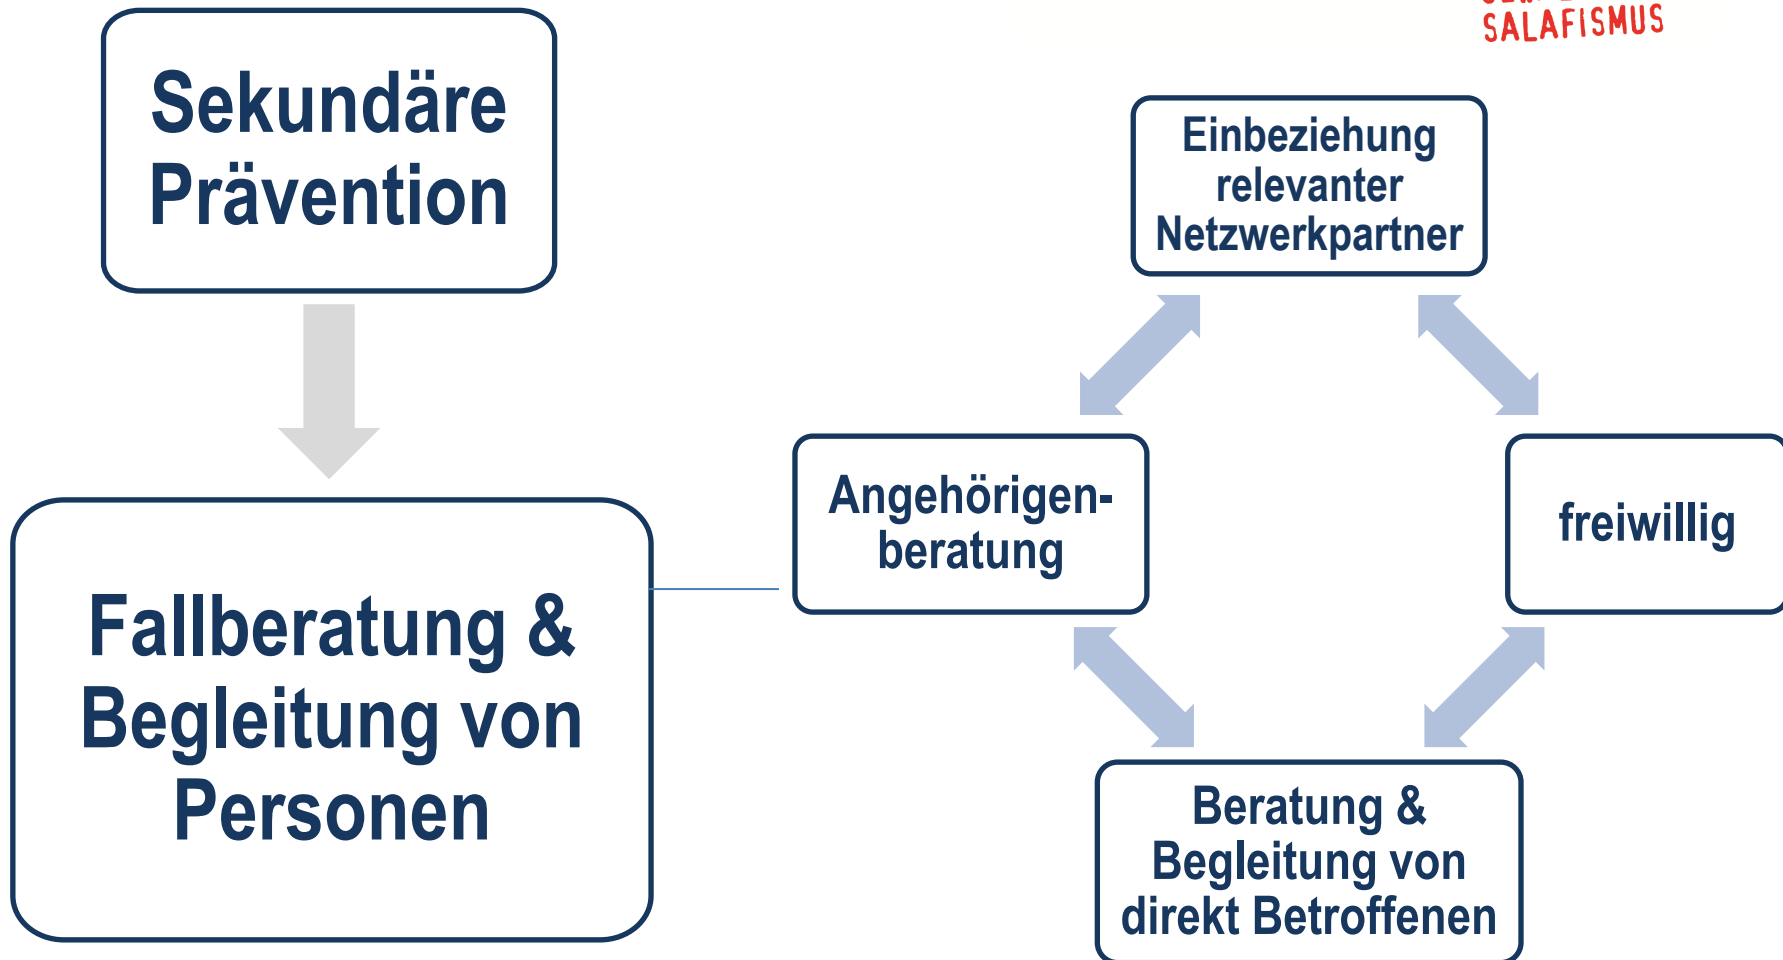 SALAFISMUS
Sekundäre
Prävention
Fallberatung &
Begleitung von
Personen
Einbeziehung
relevanter
Netzwerkpartner
Angehörigen-
beratung
freiwillig
Beratung &
Begleitung von
direkt Betroffenen